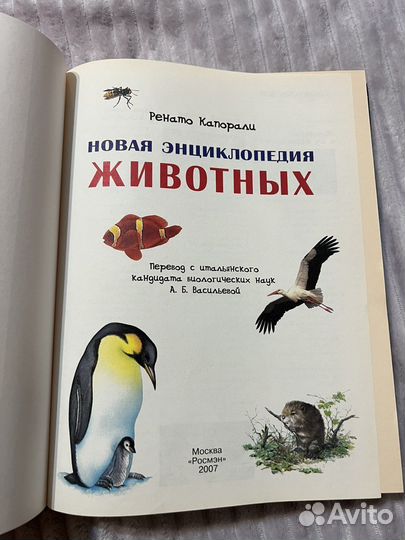 Ренато Капорали
НОВАЯ ЭНЦИКЛОПЕДИЯ
ЖИВОТНЫХ
Перевод с итальянского
кандидата биологических наук
А. Б. Васильевой
Москва
«Росмэн»
2007
Avito